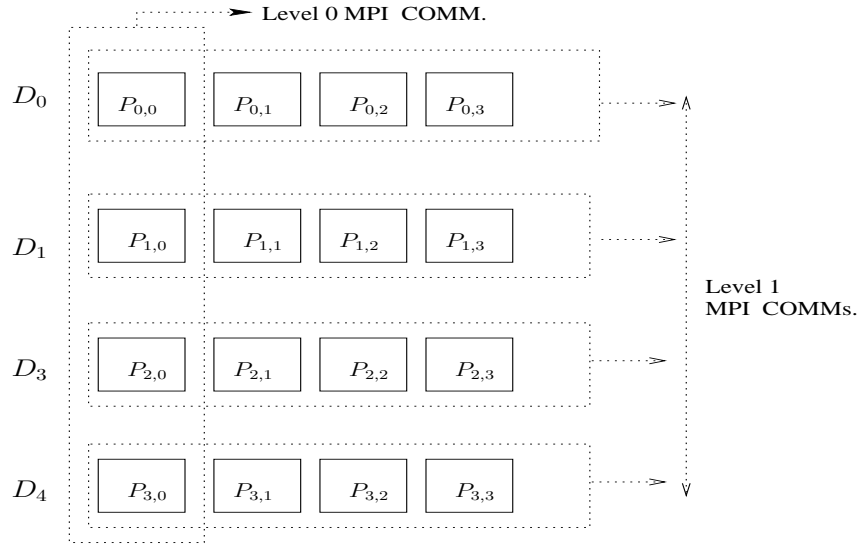 Level 0 MPI COMM.
D₀ P₀,₀ P₀,₁ P₀,₂ P₀,₃
D₁ P₁,₀ P₁,₁ P₁,₂ P₁,₃
Level 1
MPI COMMs.
D₃ P₂,₀ P₂,₁ P₂,₂ P₂,₃
D₄ P₃,₀ P₃,₁ P₃,₂ P₃,₃